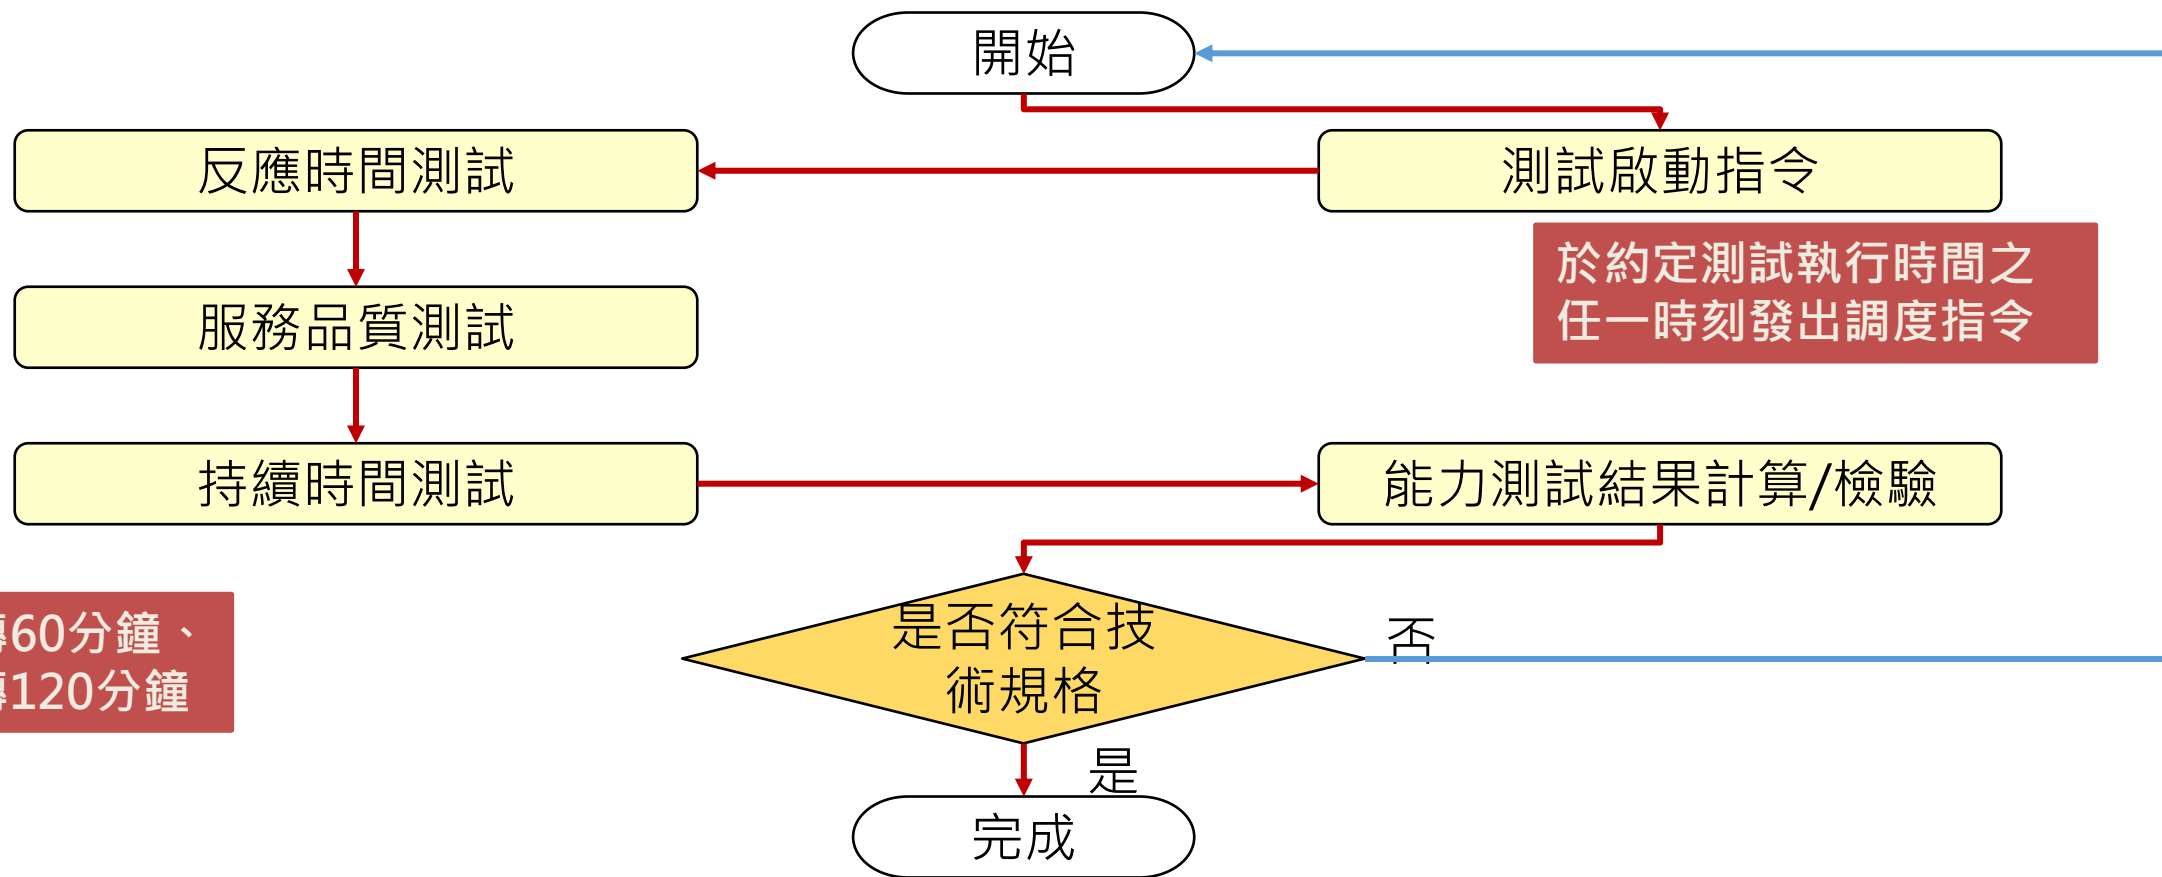 開始
反應時間測試
測試啟動指令
於約定測試執行時間之
任一時刻發出調度指令
服務品質測試
持續時間測試
能力測試結果計算/檢驗
60分鐘、
120分鐘
是否符合技
術規格
否
是
完成